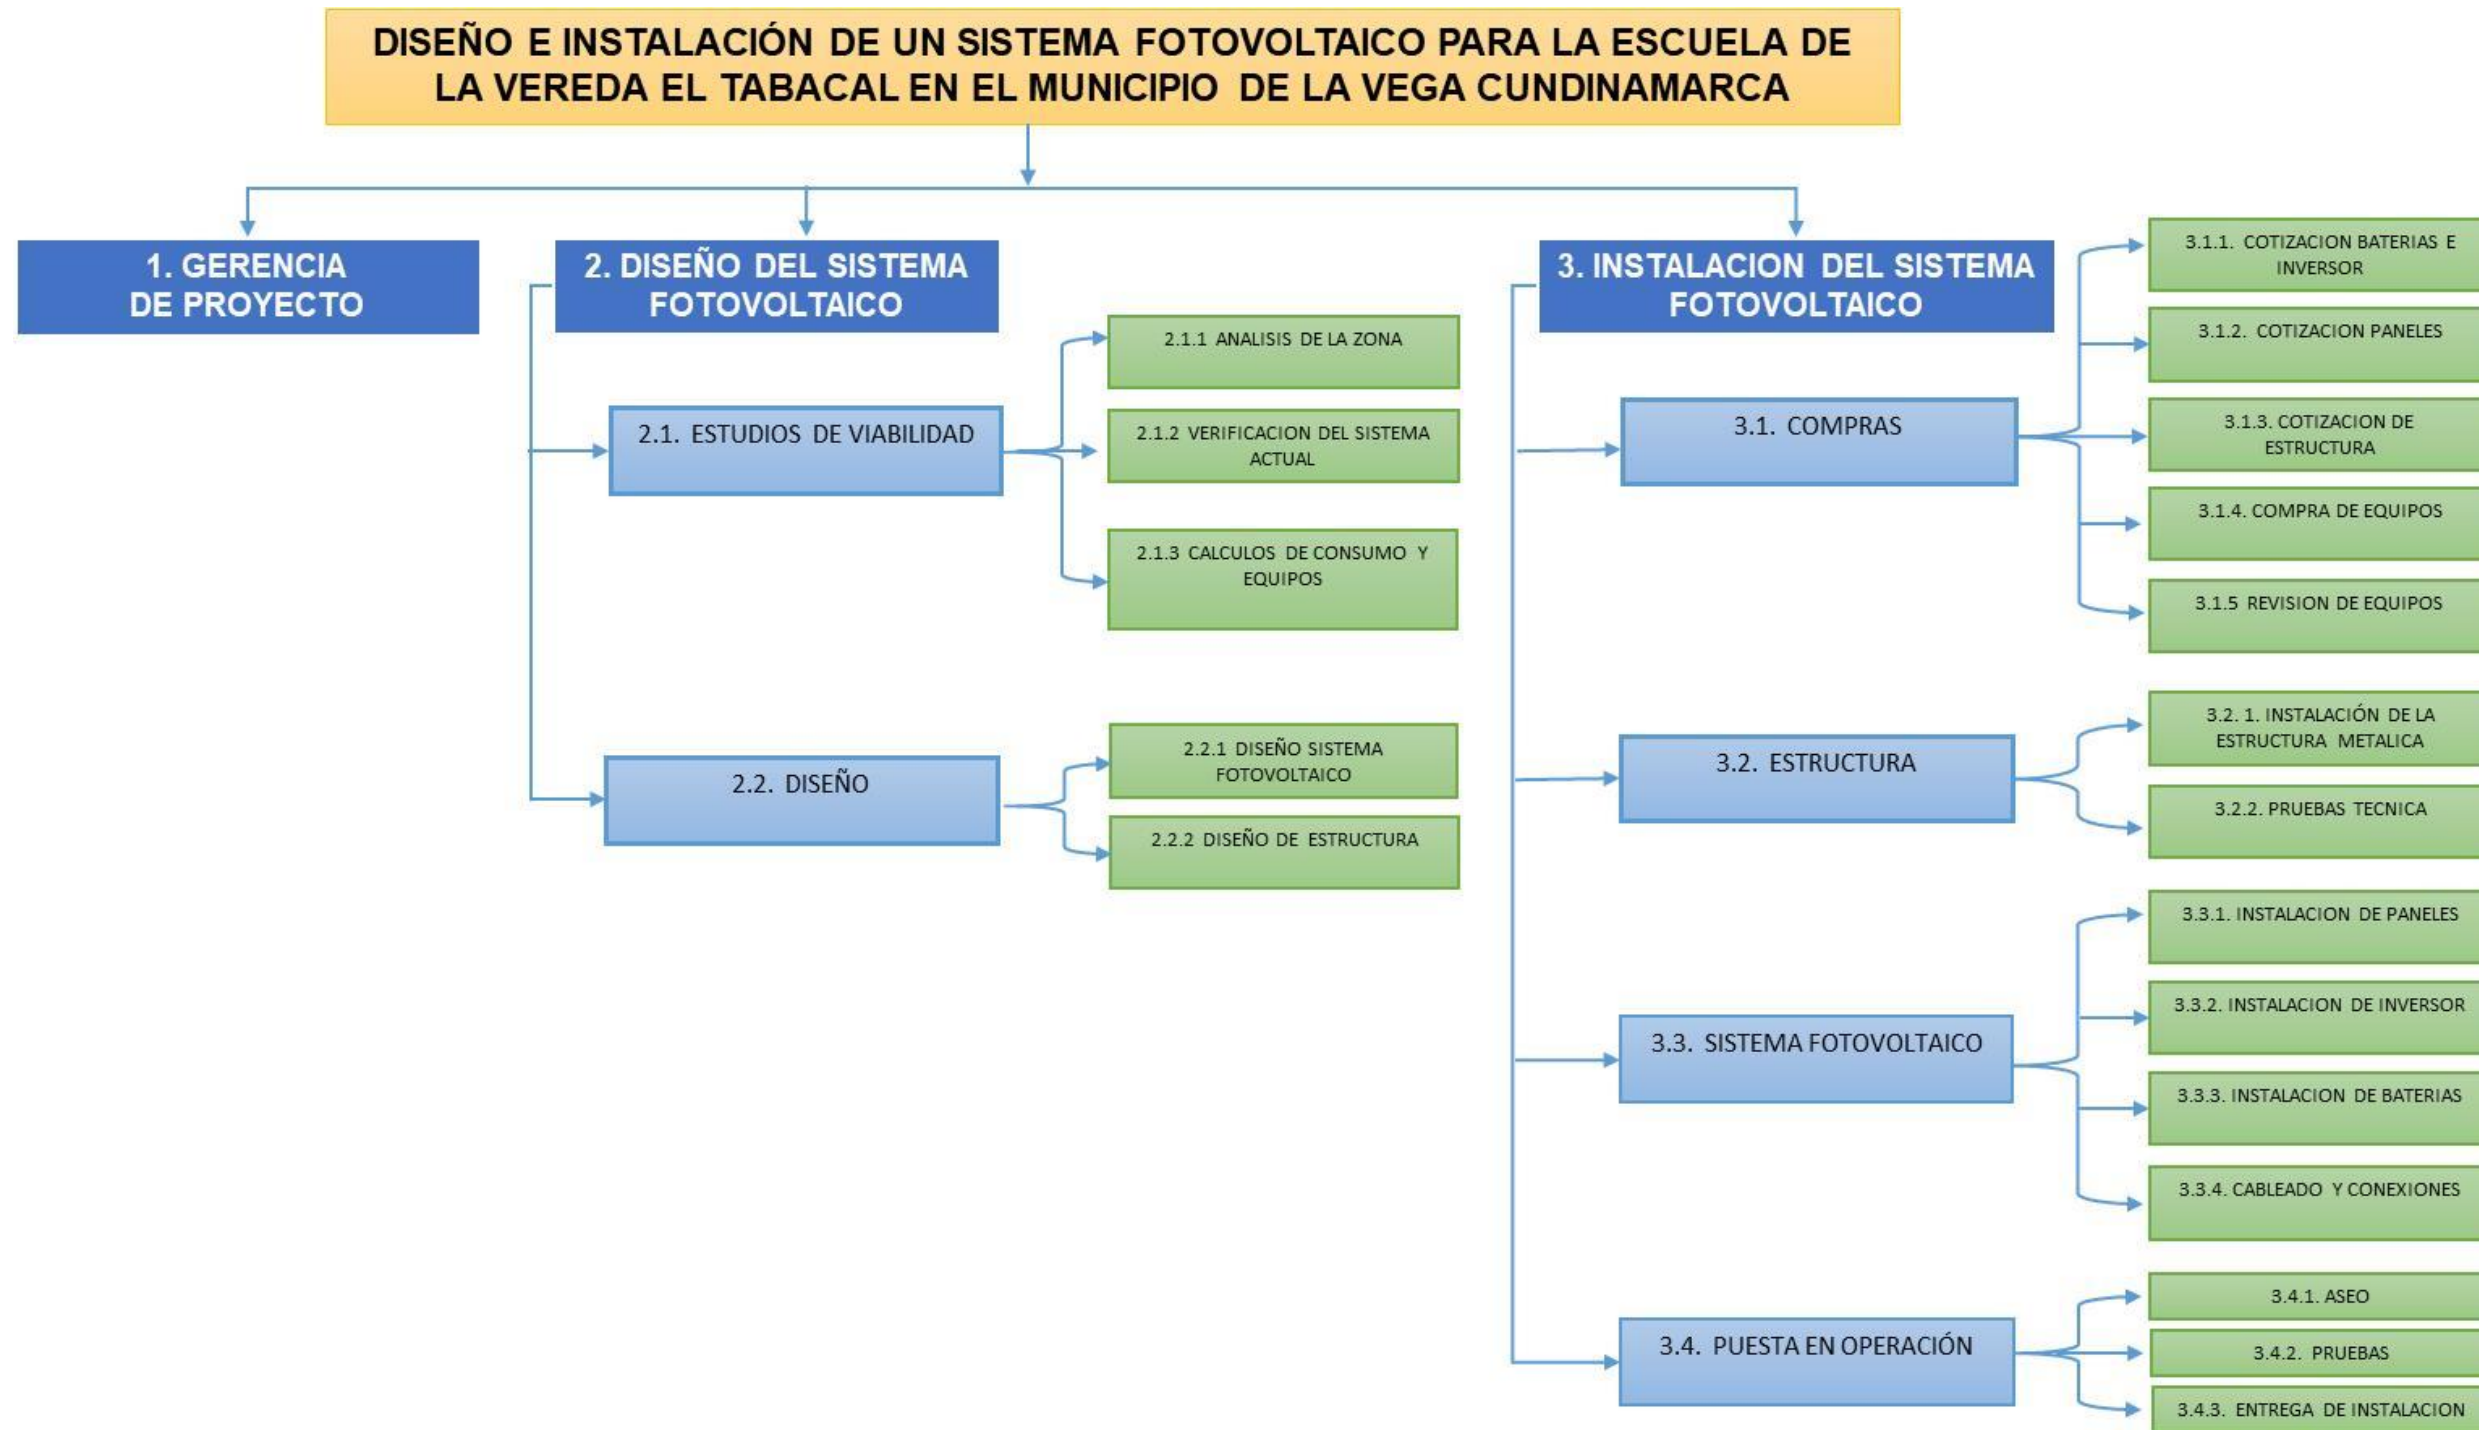 DISEÑO E INSTALACIÓN DE UN SISTEMA FOTOVOLTAICO PARA LA ESCUELA DE
LA VEREDA EL TABACAL EN EL MUNICIPIO DE LA VEGA CUNDINAMARCA
1. GERENCIA
DE PROYECTO
2. DISEÑO DEL SISTEMA
FOTOVOLTAICO
2.1. ESTUDIOS DE VIABILIDAD
2.1.1 ANALISIS DE LA ZONA
2.1.2 VERIFICACION DEL SISTEMA
ACTUAL
2.1.3 CALCULOS DE CONSUMO Y
EQUIPOS
2.2. DISEÑO
2.2.1 DISEÑO SISTEMA
FOTOVOLTAICO
2.2.2 DISEÑO DE ESTRUCTURA
3. INSTALACION DEL SISTEMA
FOTOVOLTAICO
3.1. COMPRAS
3.1.1. COTIZACION BATERIAS E
INVERSOR
3.1.2. COTIZACION PANELES
3.1.3. COTIZACION DE
ESTRUCTURA
3.1.4. COMPRA DE EQUIPOS
3.1.5 REVISION DE EQUIPOS
3.2. ESTRUCTURA
3.2. 1. INSTALACIÓN DE LA
ESTRUCTURA METALICA
3.2.2. PRUEBAS TECNICA
3.3. SISTEMA FOTOVOLTAICO
3.3.1. INSTALACION DE PANELES
3.3.2. INSTALACION DE INVERSOR
3.3.3. INSTALACION DE BATERIAS
3.3.4. CABLEADO Y CONEXIONES
3.4. PUESTA EN OPERACIÓN
3.4.1. ASEO
3.4.2. PRUEBAS
3.4.3. ENTREGA DE INSTALACION